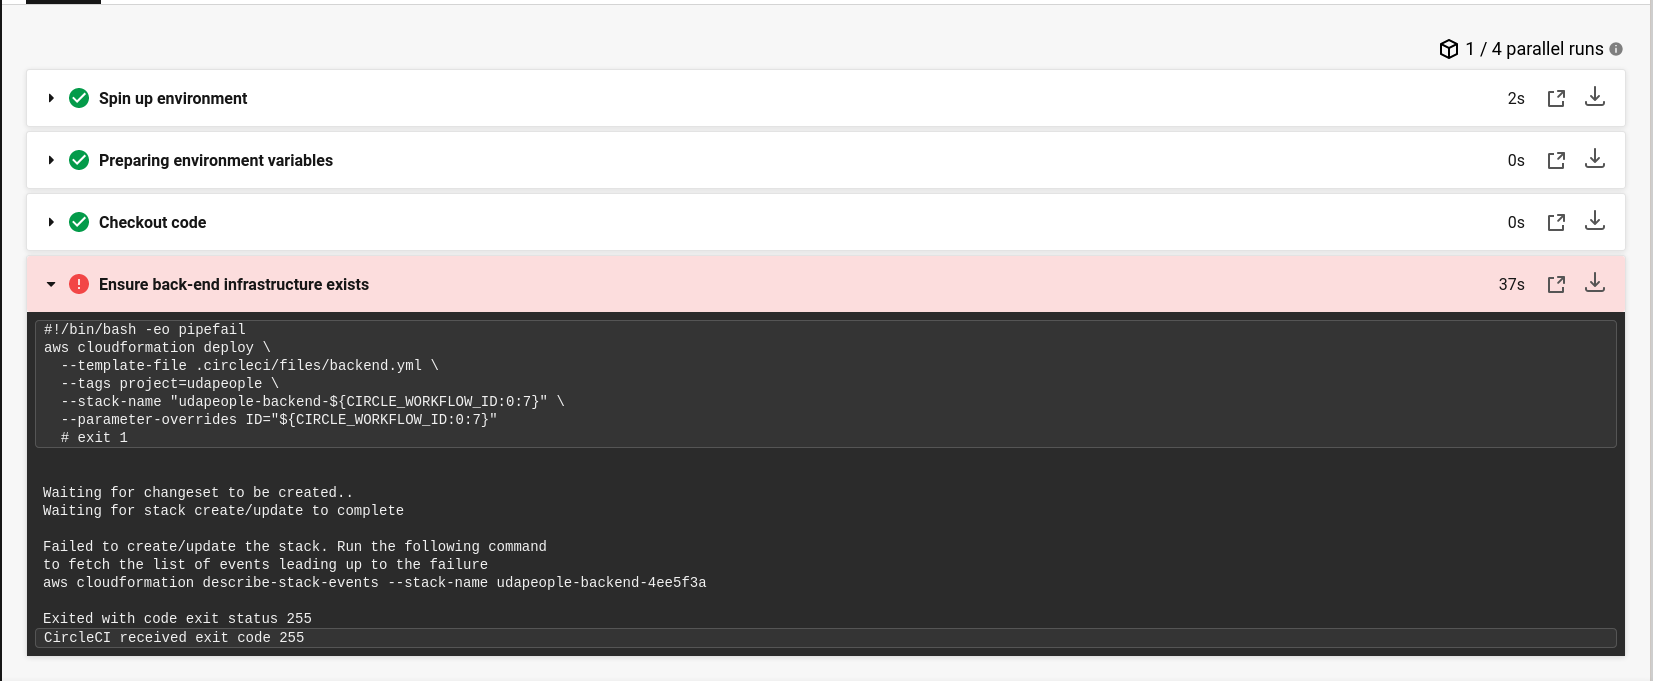 1 / 4 parallel runs
Spin up environment 2s
Preparing environment variables 0s
Checkout code 0s
Ensure back-end infrastructure exists 37s
#!/bin/bash -eo pipefail
aws cloudformation deploy \
  --template-file .circleci/files/backend.yml \
  --tags project=udapeople \
  --stack-name "udapeople-backend-${CIRCLE_WORKFLOW_ID:0:7}" \
  --parameter-overrides ID="${CIRCLE_WORKFLOW_ID:0:7}"
  # exit 1
Waiting for changeset to be created..
Waiting for stack create/update to complete
Failed to create/update the stack. Run the following command
to fetch the list of events leading up to the failure
aws cloudformation describe-stack-events --stack-name udapeople-backend-4ee5f3a
Exited with code exit status 255
CircleCI received exit code 255